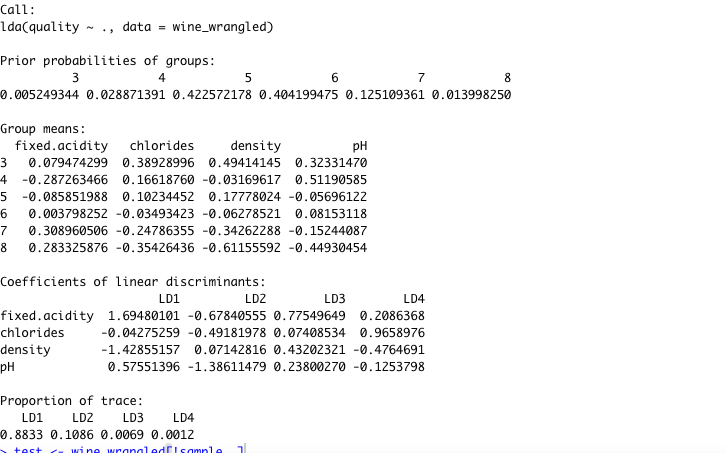 Call:
lda(quality ~ ., data = wine_wrangled)
Prior probabilities of groups:
3 4 5 6 7 8
0.005249344 0.028871391 0.422572178 0.404199475 0.125109361 0.013998250
Group means:
fixed.acidity chlorides density pH
3 0.079474299 0.38928996 0.49414145 0.32331470
4 -0.287263466 0.16618760 -0.03169617 0.51190585
5 -0.085851988 0.10234452 0.17778024 -0.05696122
6 0.003798252 -0.03493423 -0.06278521 0.08153118
7 0.308960506 -0.24786355 -0.34262288 -0.15244087
8 0.283325876 -0.35426436 -0.61155592 -0.44930454
Coefficients of linear discriminants:
LD1 LD2 LD3 LD4
fixed.acidity 1.69480101 -0.67840555 0.77549649 0.2086368
chlorides -0.04275259 -0.49181978 0.07408534 0.9658976
density -1.42855157 0.07142816 0.43202321 -0.4764691
pH 0.57551396 -1.38611479 0.23800270 -0.1253798
Proportion of trace:
LD1 LD2 LD3 LD4
0.8833 0.1086 0.0069 0.0012
> test <- wine_wrangled[!sample, ]